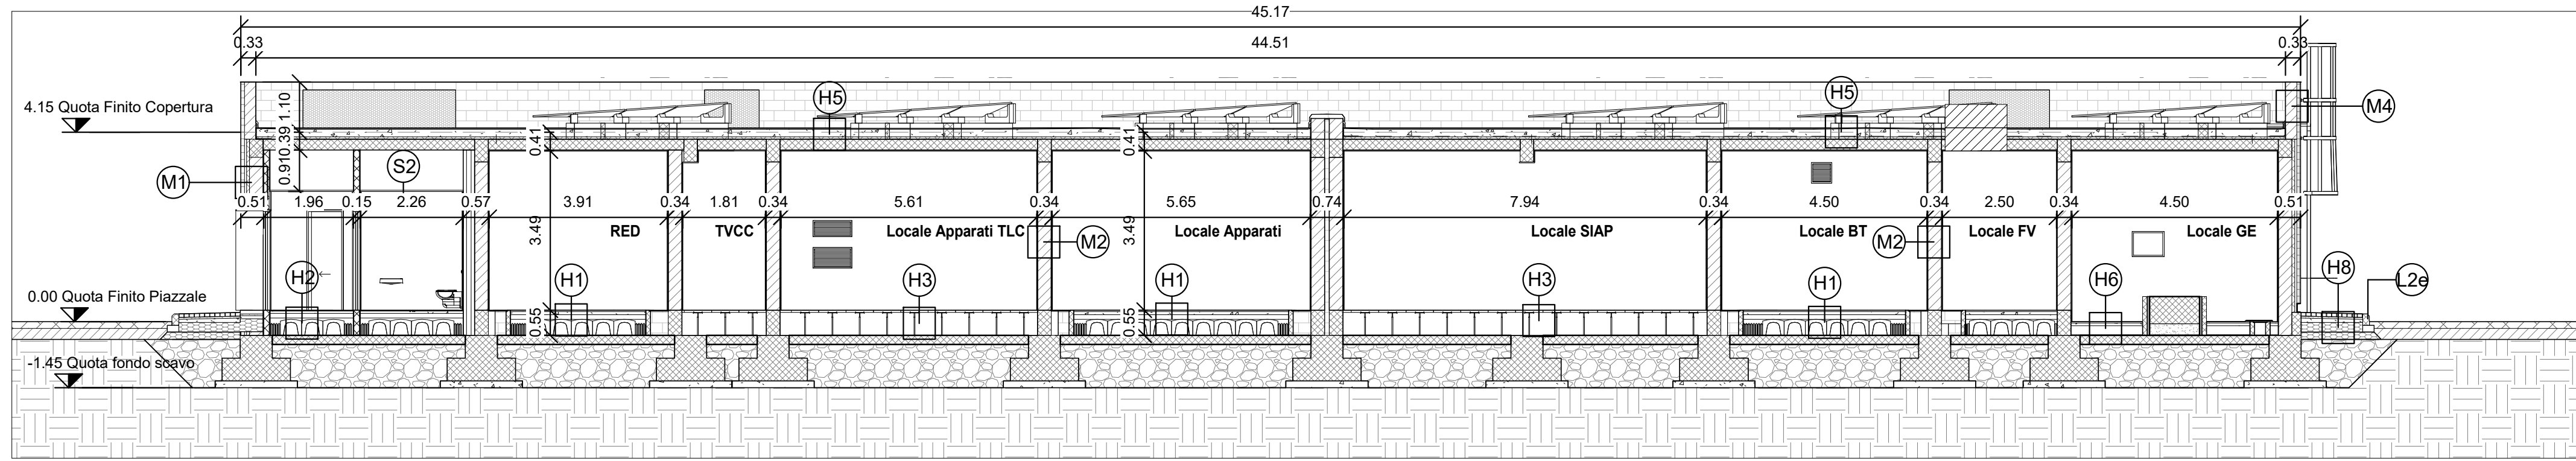 45.17
0.33 44.51 0.33
4.15 Quota Finito Copertura
1.10
0.39
0.91
H5
H5
M4
0.41
0.41
M1
S2
0.51 1.96 0.15 2.26 0.57 3.91 0.34 1.81 0.34 5.61 0.34 5.65 0.74 7.94 0.34 4.50 0.34 2.50 0.34 4.50 0.51
3.49
3.49
RED TVCC Locale Apparati TLC Locale Apparati Locale SIAP Locale BT Locale FV Locale GE
M2 M2
H2 H1 H3 H1 H3 H1 H6 H8 L2e
0.00 Quota Finito Piazzale
0.55
0.55
-1.45 Quota fondo scavo